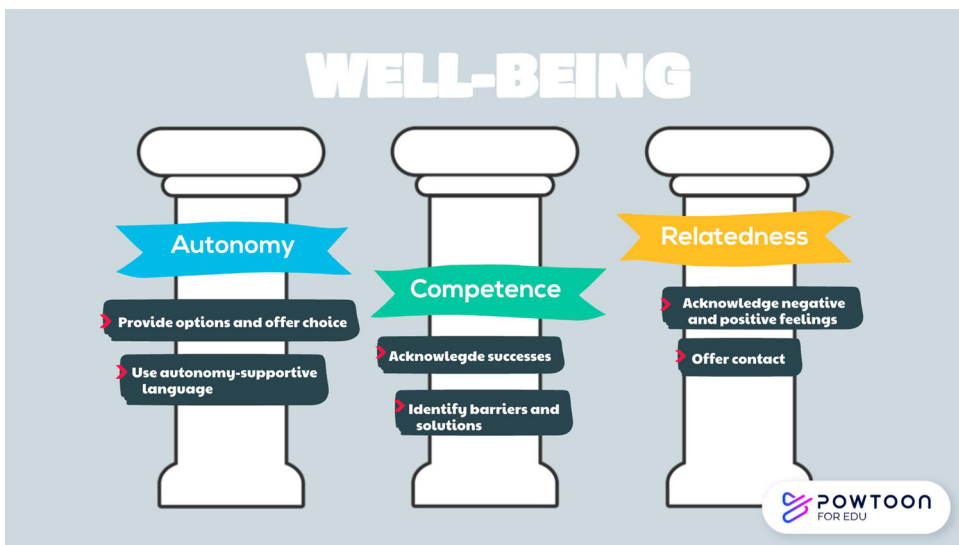 WELL-BEING
Autonomy
Provide options and offer choice
Use autonomy-supportive
language
Competence
Acknowlegde successes
Identify barriers and
solutions
Relatedness
Acknowledge negative
and positive feelings
Offer contact
POWTOON
FOR EDU